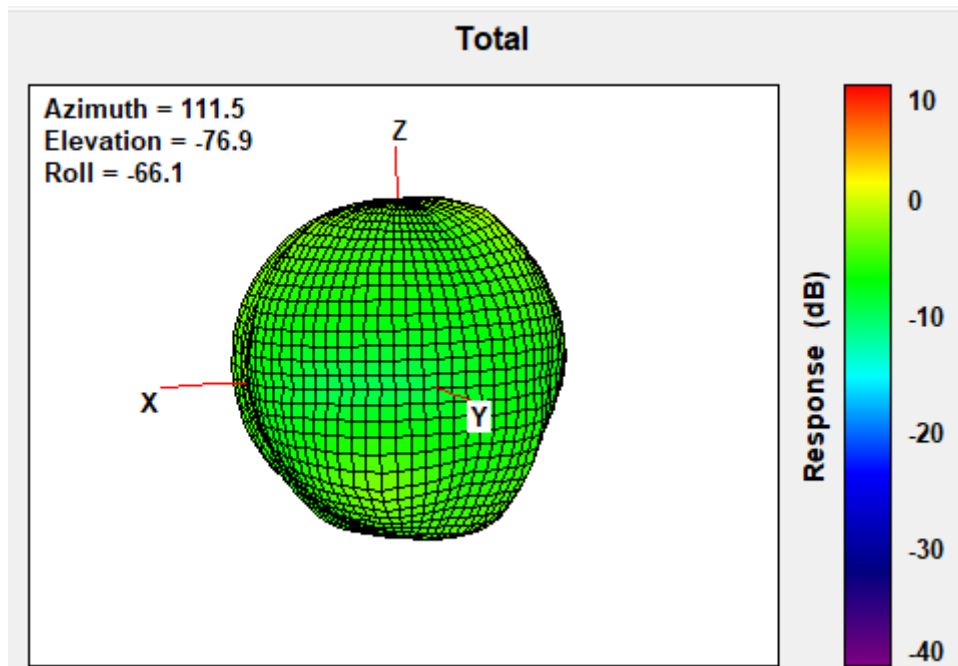 Total
Azimuth = 111.5
Elevation = -76.9
Roll = -66.1
Z
X
Y
Response (dB)
10
0
-10
-20
-30
-40